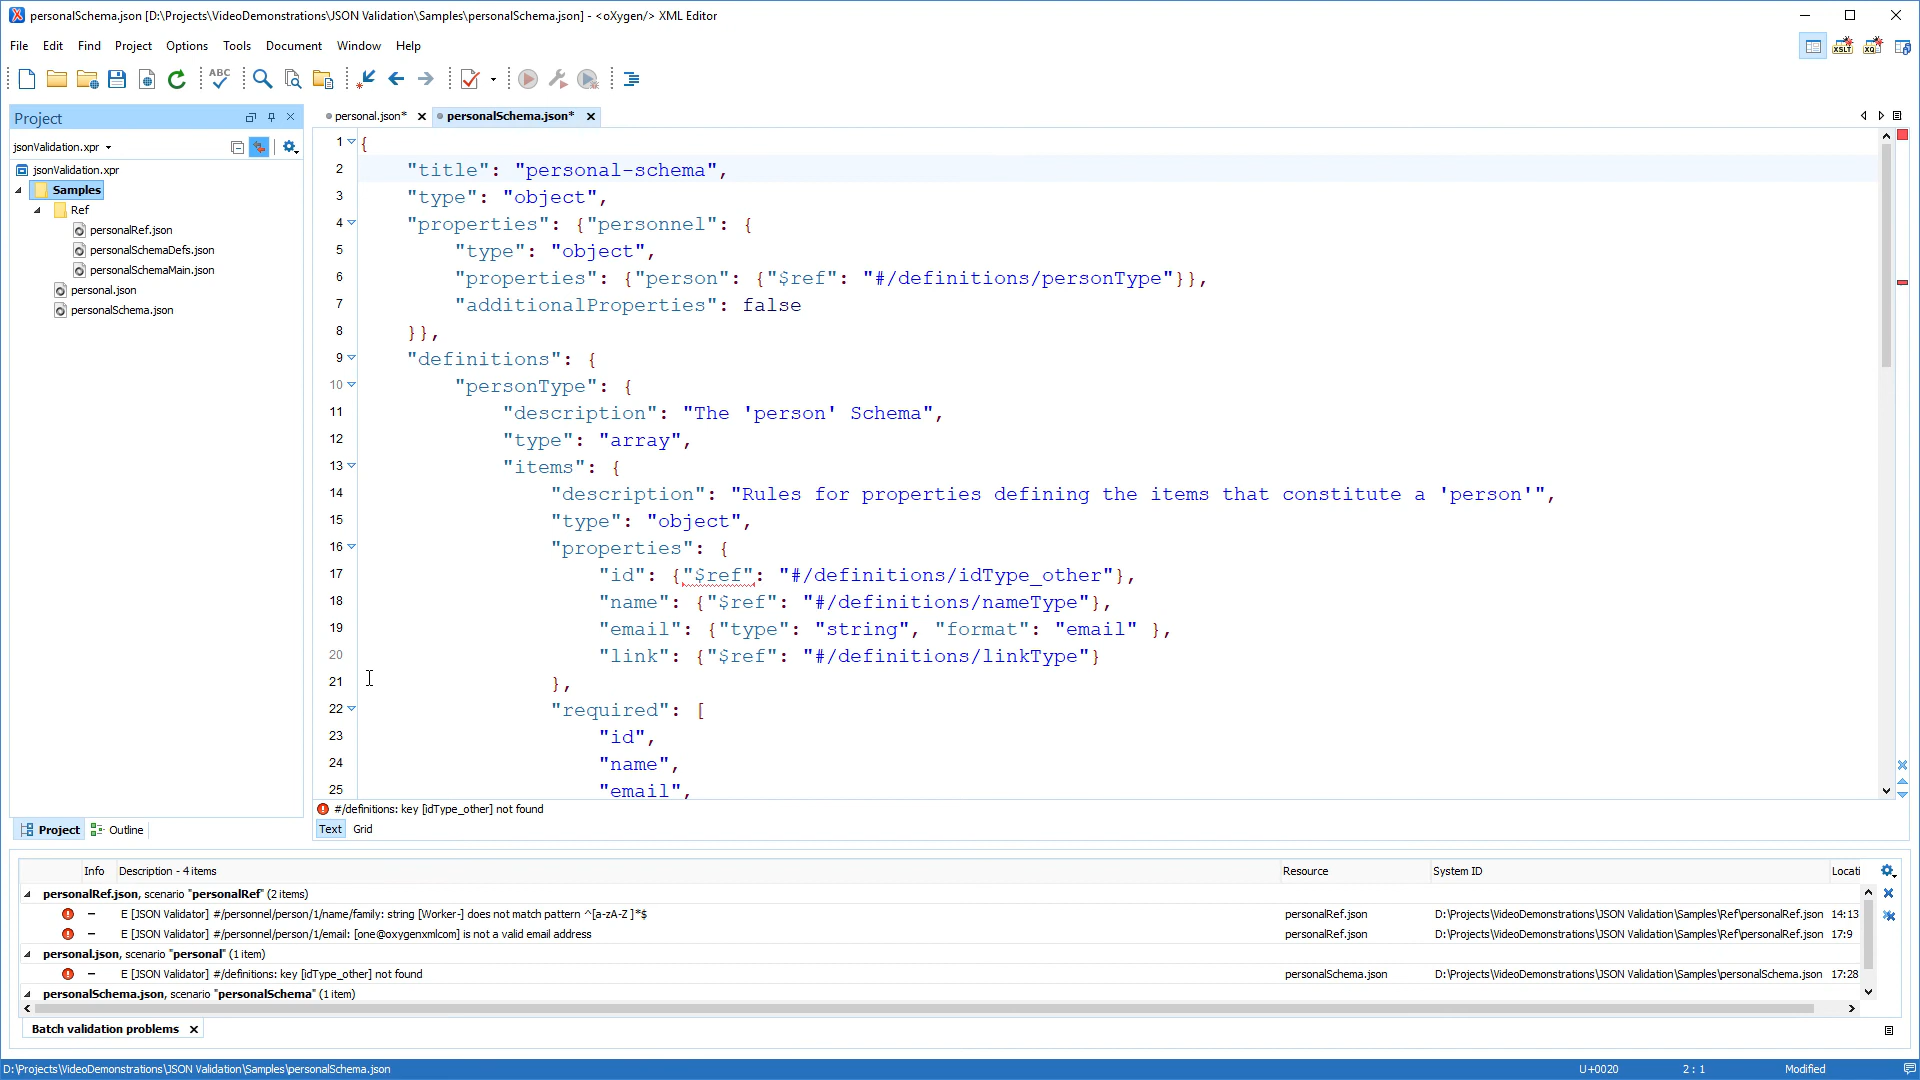 personalSchema.json [D:\Projects\VideoDemonstrations\JSON Validation\Samples\personalSchema.json] - <oXygen/> XML Editor
File Edit Find Project Options Tools Document Window Help
ABC
XSLT XQ
Project
personal.json* personalSchema.json*
jsonValidation.xpr
jsonValidation.xpr
Samples
Ref
personalRef.json
personalSchemaDefs.json
personalSchemaMain.json
personal.json
personalSchema.json
1 {
2 "title": "personal-schema",
3 "type": "object",
4 "properties": {"personnel": {
5 "type": "object",
6 "properties": {"person": {"$ref": "#/definitions/personType"}},
7 "additionalProperties": false
8 }},
9 "definitions": {
10 "personType": {
11 "description": "The 'person' Schema",
12 "type": "array",
13 "items": {
14 "description": "Rules for properties defining the items that constitute a 'person'",
15 "type": "object",
16 "properties": {
17 "id": {"$ref": "#/definitions/idType_other"},
18 "name": {"$ref": "#/definitions/nameType"},
19 "email": {"type": "string", "format": "email" },
20 "link": {"$ref": "#/definitions/linkType"}
21 },
22 "required": [
23 "id",
24 "name",
25 "email",
#/definitions: key [idType_other] not found
Text Grid
Project Outline
Info Description - 4 items Resource System ID Locati
personalRef.json, scenario "personalRef" (2 items)
E [JSON Validator] #/personnel/person/1/name/family: string [Worker-] does not match pattern ^[a-zA-Z ]*$ personalRef.json D:\Projects\VideoDemonstrations\JSON Validation\Samples\Ref\personalRef.json 14:13
E [JSON Validator] #/personnel/person/1/email: [one@oxygenxmlcom] is not a valid email address personalRef.json D:\Projects\VideoDemonstrations\JSON Validation\Samples\Ref\personalRef.json 17:9
personal.json, scenario "personal" (1 item)
E [JSON Validator] #/definitions: key [idType_other] not found personalSchema.json D:\Projects\VideoDemonstrations\JSON Validation\Samples\personalSchema.json 17:28
personalSchema.json, scenario "personalSchema" (1 item)
Batch validation problems
D:\Projects\VideoDemonstrations\JSON Validation\Samples\personalSchema.json U+0020 2 : 1 Modified